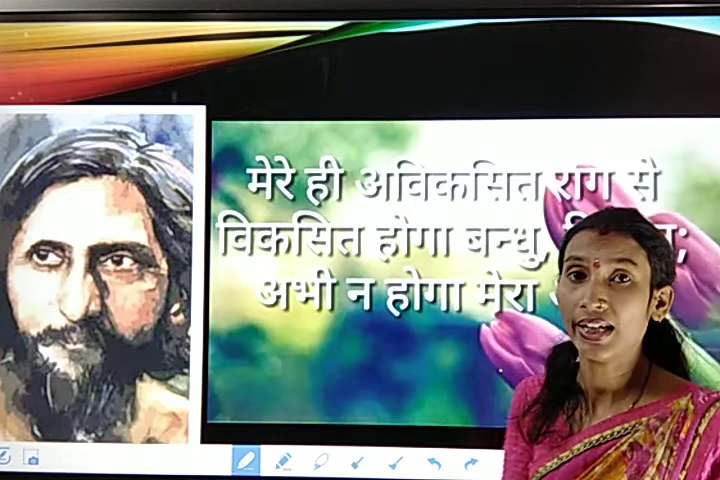 मेरे ही अविकसित राग से
विकसित होगा बन्धु,
अभी न होगा मेरा